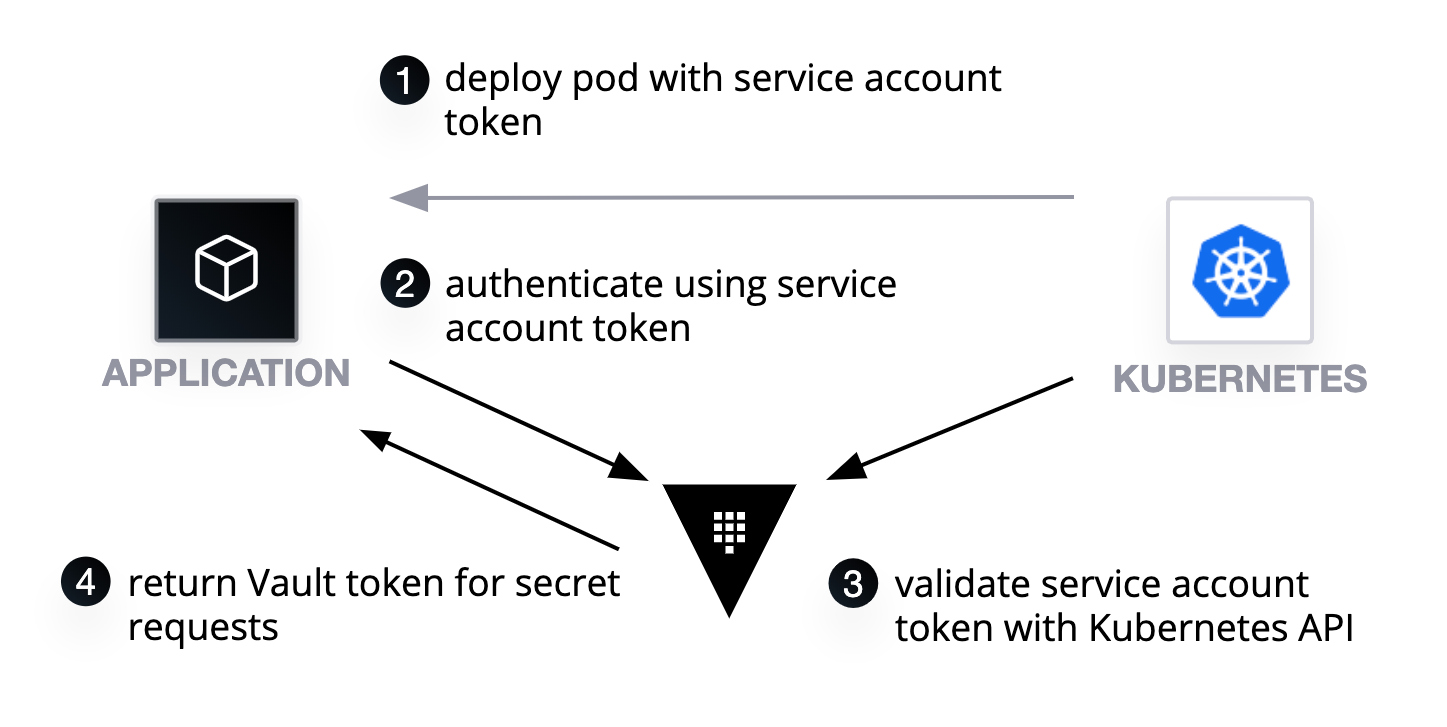 1 deploy pod with service account
token
2 authenticate using service
account token
APPLICATION
KUBERNETES
4 return Vault token for secret
requests
3 validate service account
token with Kubernetes API